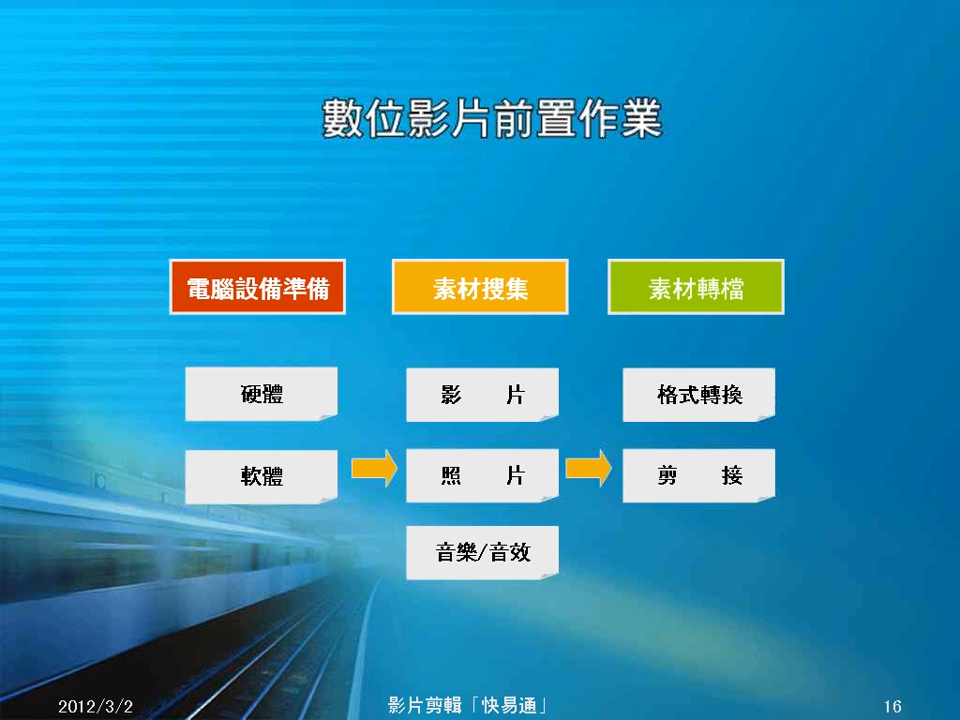 數位影片前置作業
電腦設備準備
素材搜集
素材轉檔
硬體
影 片
格式轉換
軟體
照 片
剪 接
音樂/音效
2012/3/2
影片剪輯「快易通」
16